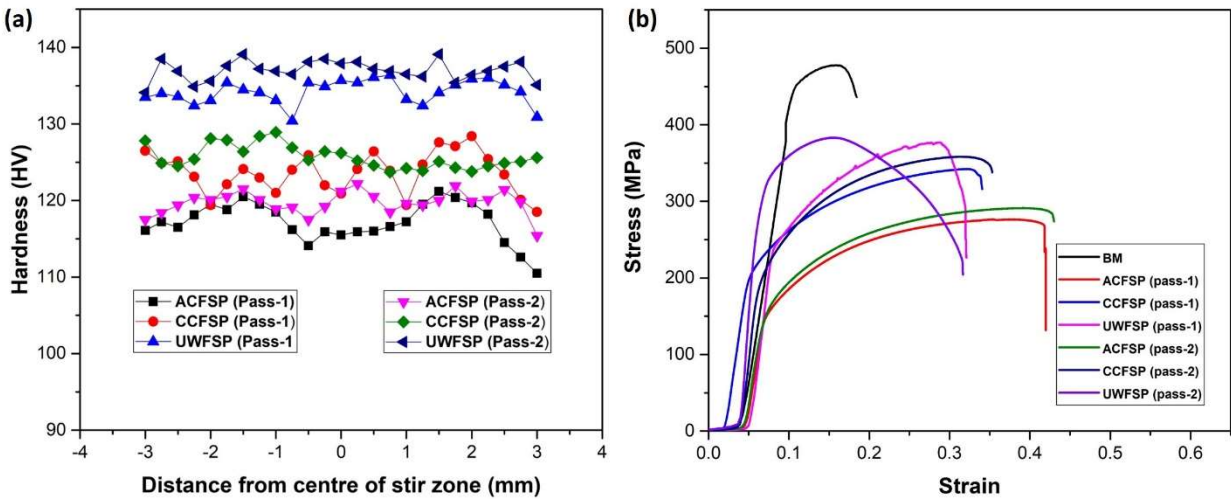 (a)
140
130
120
110
100
90
Hardness (HV)
ACFSP (Pass-1)
CCFSP (Pass-1)
UWFSP (Pass-1
ACFSP (Pass-2)
CCFSP (Pass-2)
UWFSP (Pass-2)
-4 -3 -2 -1 0 1 2 3 4
Distance from centre of stir zone (mm)
(b)
500
400
300
200
100
0
Stress (MPa)
BM
ACFSP (pass-1)
CCFSP (pass-1)
UWFSP (pass-1)
ACFSP (pass-2)
CCFSP (pass-2)
UWFSP (pass-2)
0.0 0.1 0.2 0.3 0.4 0.5 0.6
Strain